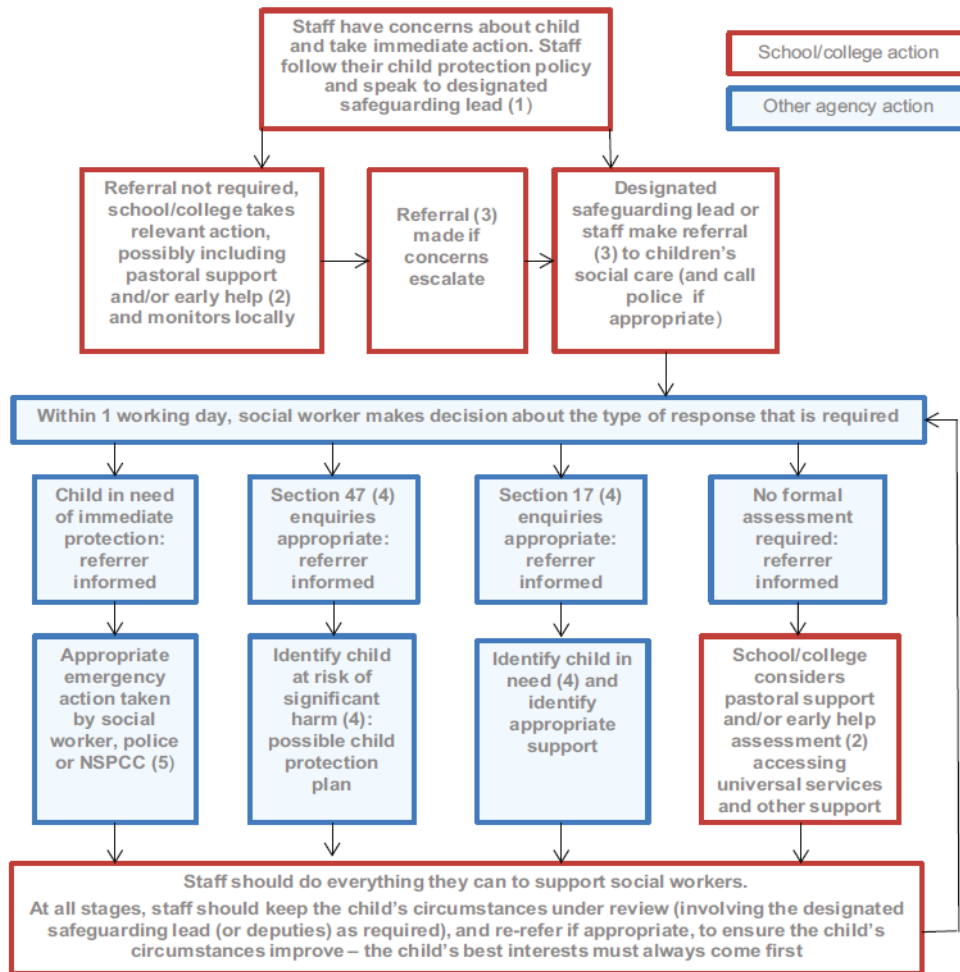 Staff have concerns about child
and take immediate action. Staff
follow their child protection policy
and speak to designated
safeguarding lead (1)
School/college action
Other agency action
Referral not required,
school/college takes
relevant action,
possibly including
pastoral support
and/or early help (2)
and monitors locally
Referral (3)
made if
concerns
escalate
Designated
safeguarding lead or
staff make referral
(3) to children's
social care (and call
police if
appropriate)
Within 1 working day, social worker makes decision about the type of response that is required
Child in need
of immediate
protection:
referrer
informed
Section 47 (4)
enquiries
appropriate:
referrer
informed
Section 17 (4)
enquiries
appropriate:
referrer
informed
No formal
assessment
required:
referrer
informed
Appropriate
emergency
action taken
by social
worker, police
or NSPCC (5)
Identify child
at risk of
significant
harm (4):
possible child
protection
plan
Identify child in
need (4) and
identify
appropriate
support
School/college
considers
pastoral support
and/or early help
assessment (2)
accessing
universal services
and other support
Staff should do everything they can to support social workers.
At all stages, staff should keep the child's circumstances under review (involving the designated
safeguarding lead (or deputies) as required), and re-refer if appropriate, to ensure the child's
circumstances improve – the child's best interests must always come first